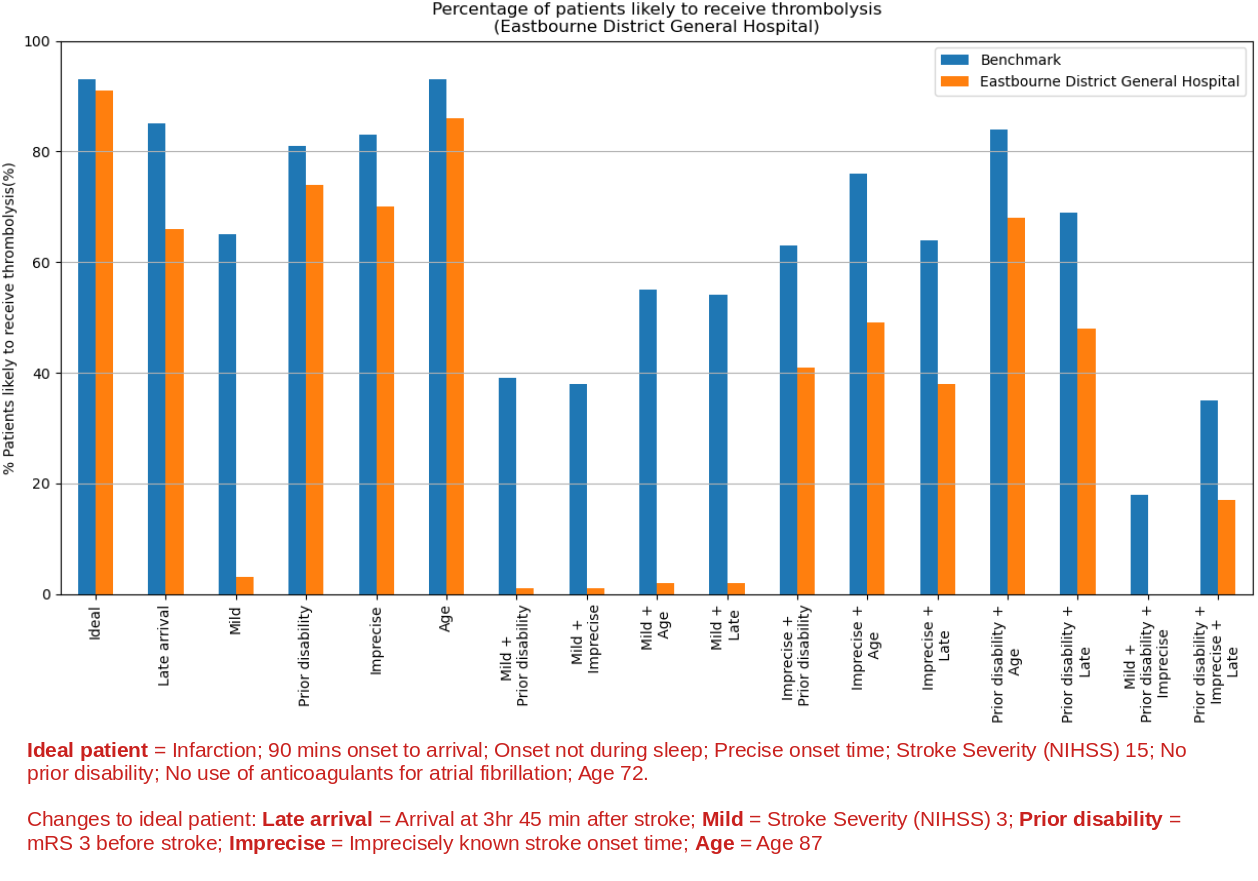 Percentage of patients likely to receive thrombolysis
(Eastbourne District General Hospital)
% Patients likely to receive thrombolysis(%)
100
80
60
40
20
0
Benchmark
Eastbourne District General Hospital
Ideal
Late arrival
Mild
Prior disability
Imprecise
Age
Mild +
Prior disability
Mild +
Imprecise
Mild +
Age
Mild +
Late
Imprecise +
Prior disability
Imprecise +
Age
Imprecise +
Late
Prior disability +
Age
Prior disability +
Late
Mild +
Prior disability +
Imprecise
Prior disability +
Imprecise +
Late
Ideal patient = Infarction; 90 mins onset to arrival; Onset not during sleep; Precise onset time; Stroke Severity (NIHSS) 15; No
prior disability; No use of anticoagulants for atrial fibrillation; Age 72.
Changes to ideal patient: Late arrival = Arrival at 3hr 45 min after stroke; Mild = Stroke Severity (NIHSS) 3; Prior disability =
mRS 3 before stroke; Imprecise = Imprecisely known stroke onset time; Age = Age 87